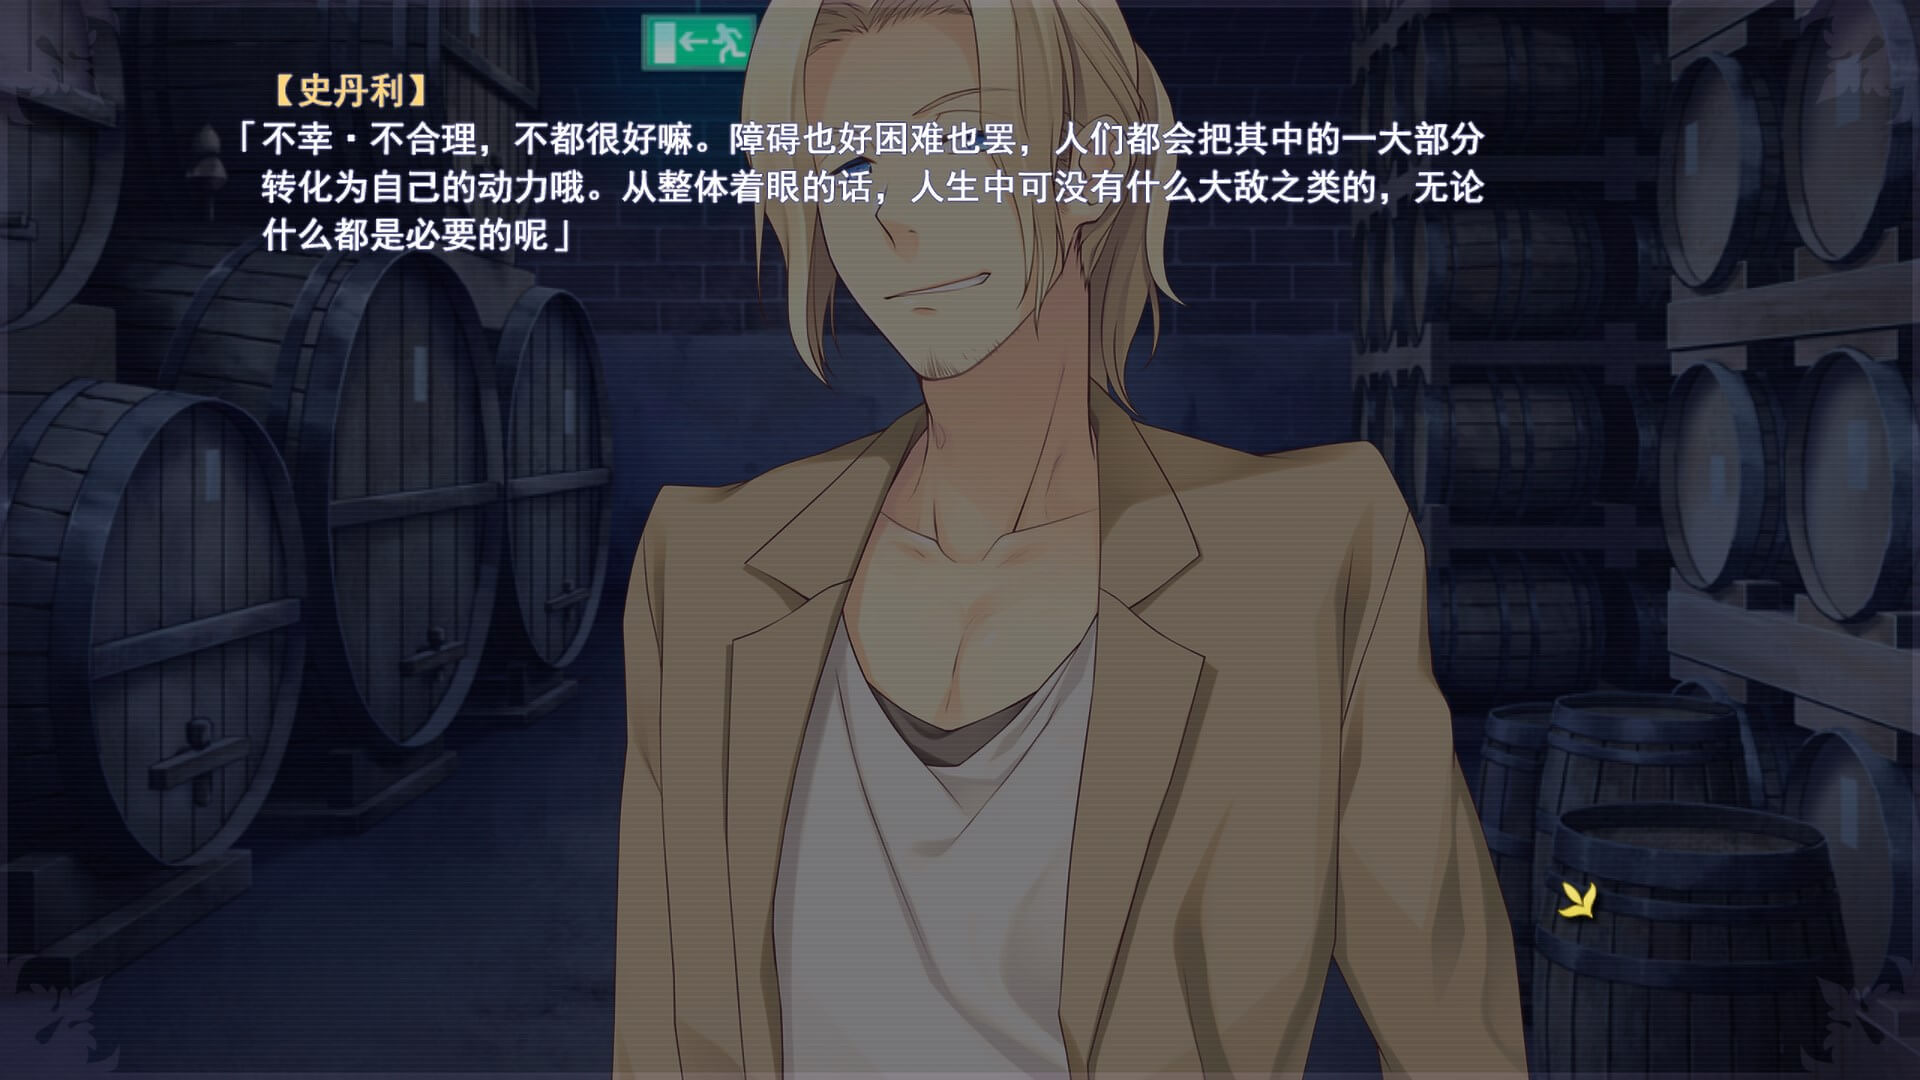 【史丹利】
「不幸·不合理，不都很好嘛。障碍也好困难也罢，人们都会把其中的一大部分
转化为自己的动力哦。从整体着眼的话，人生中可没有什么大敌之类的，无论
什么都是必要的呢」